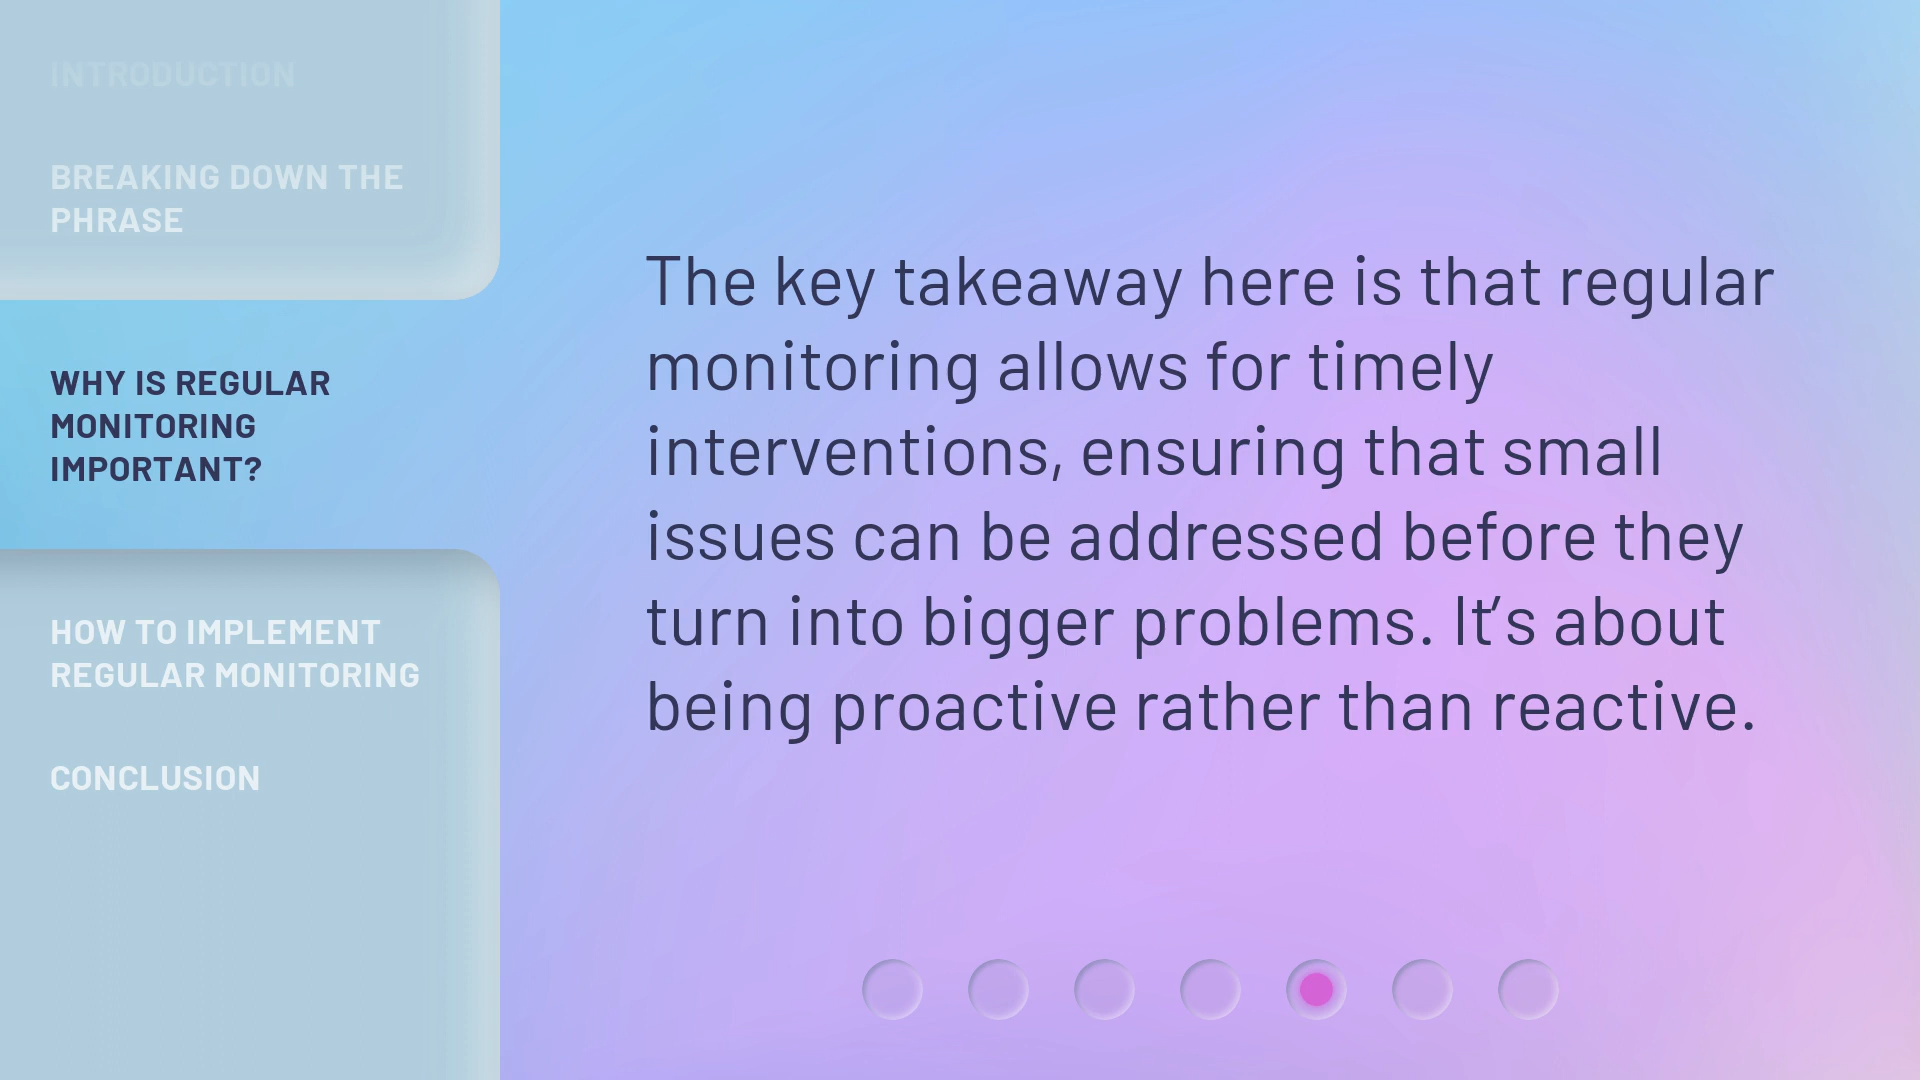 INTRODUCTION
BREAKING DOWN THE
PHRASE
WHY IS REGULAR
MONITORING
IMPORTANT?
HOW TO IMPLEMENT
REGULAR MONITORING
CONCLUSION
The key takeaway here is that regular
monitoring allows for timely
interventions, ensuring that small
issues can be addressed before they
turn into bigger problems. It’s about
being proactive rather than reactive.